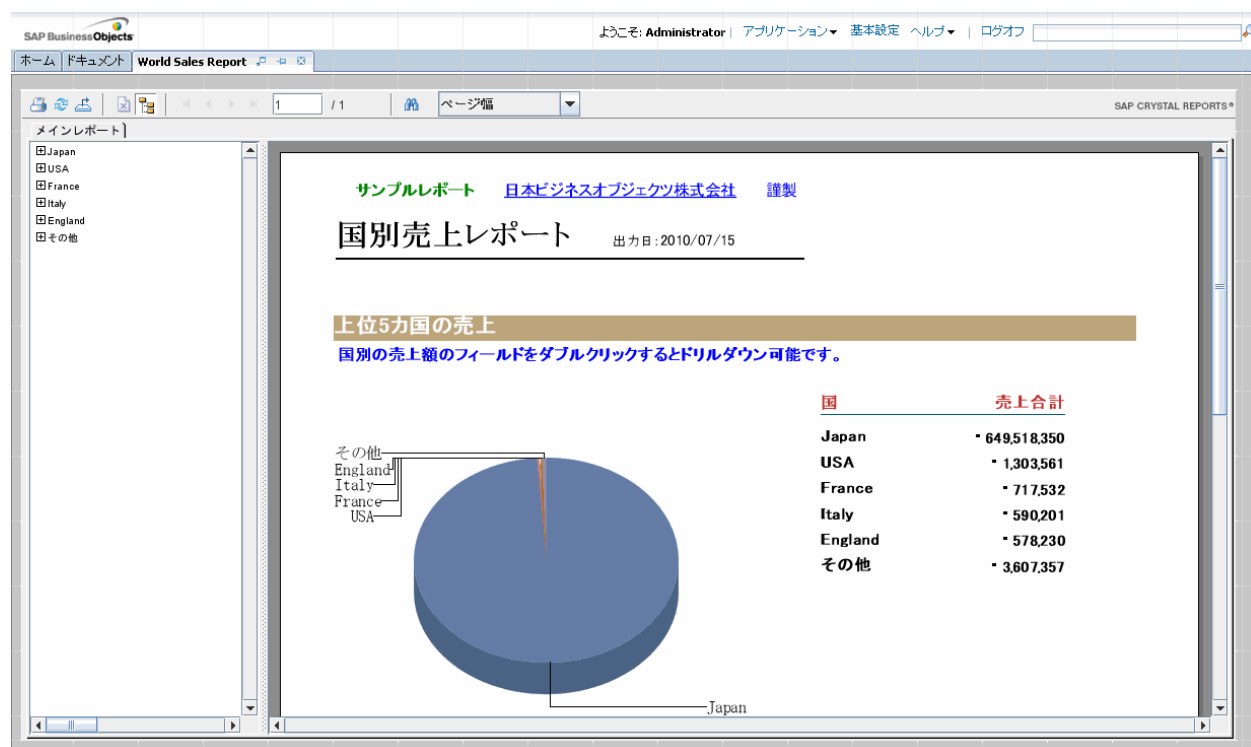 SAP BusinessObjects
ようこそ: Administrator | アプリケーション▾ 基本設定 ヘルプ▾ | ログオフ
ホーム ドキュメント World Sales Report
1 / 1 ページ幅 SAP CRYSTAL REPORTS®
メインレポート
Japan
USA
France
Italy
England
その他
サンプルレポート 日本ビジネスオブジェクツ株式会社 謹製
国別売上レポート 出力日:2010/07/15
上位5カ国の売上
国別の売上額のフィールドをダブルクリックするとドリルダウン可能です。
国 売上合計
Japan 649,518,350
USA 1,303,561
France 717,532
Italy 590,201
England 578,230
その他 3,607,357
その他
England
Italy
France
USA
Japan